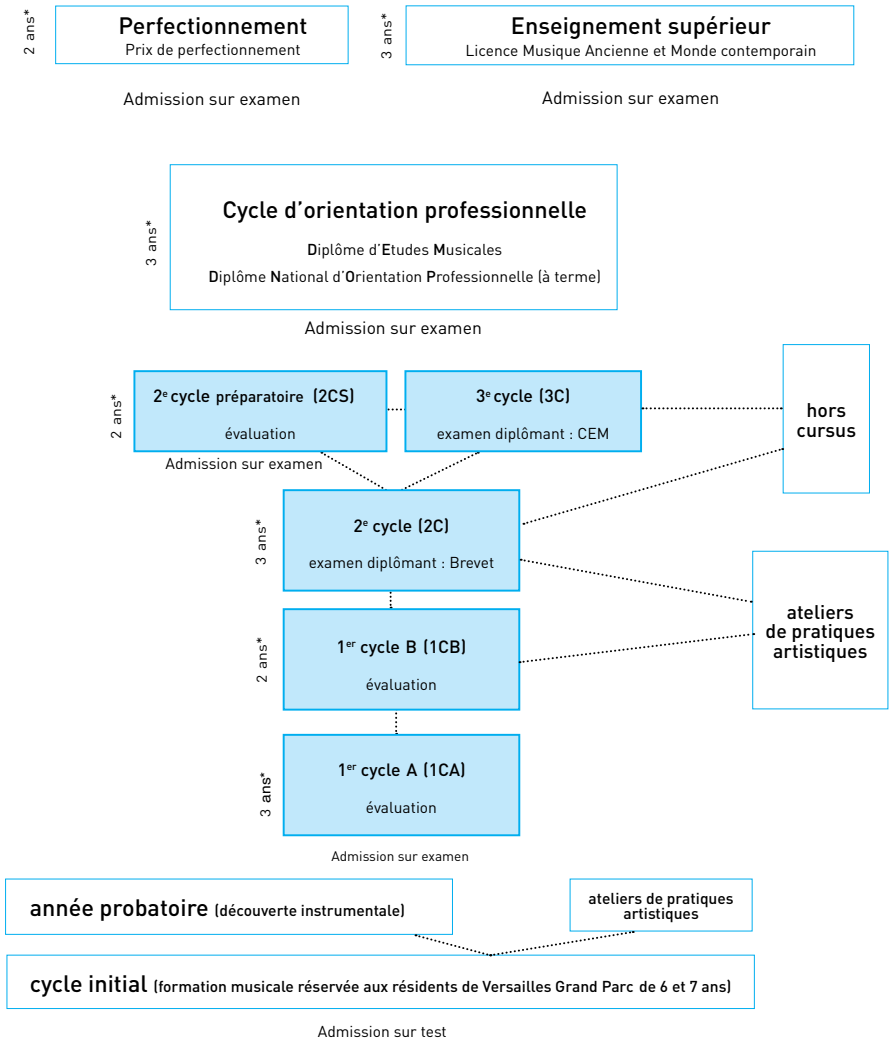 2 ans*
Perfectionnement
Prix de perfectionnement
Admission sur examen
3 ans*
Enseignement supérieur
Licence Musique Ancienne et Monde contemporain
Admission sur examen
3 ans*
Cycle d'orientation professionnelle
Diplôme d'Etudes Musicales
Diplôme National d'Orientation Professionnelle (à terme)
Admission sur examen
2 ans*
2e cycle préparatoire (2CS)
évaluation
Admission sur examen
3e cycle (3C)
examen diplômant : CEM
hors
cursus
3 ans*
2e cycle (2C)
examen diplômant : Brevet
ateliers
de pratiques
artistiques
2 ans*
1er cycle B (1CB)
évaluation
3 ans*
1er cycle A (1CA)
évaluation
Admission sur examen
année probatoire (découverte instrumentale)
ateliers de pratiques
artistiques
cycle initial (formation musicale réservée aux résidents de Versailles Grand Parc de 6 et 7 ans)
Admission sur test